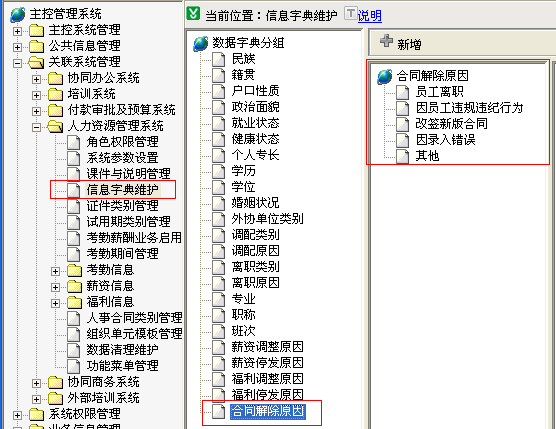 主控管理系统
主控系统管理
公共信息管理
关联系统管理
协同办公系统
培训系统
付款审批及预算系统
人力资源管理系统
角色权限管理
系统参数设置
课件与说明管理
信息字典维护
证件类别管理
试用期类别管理
考勤薪酬业务启用
考勤期间管理
考勤信息
薪资信息
福利信息
人事合同类别管理
组织单元模板管理
数据清理维护
功能菜单管理
协同商务系统
外部培训系统
系统权限管理
业务信息管理
当前位置：信息字典维护 说明
数据字典分组
民族
籍贯
户口性质
政治面貌
就业状态
健康状态
个人专长
学历
学位
婚姻状况
外协单位类别
调配类别
调配原因
离职类别
离职原因
专业
职称
班次
薪资调整原因
薪资停发原因
福利调整原因
福利停发原因
合同解除原因
新增
合同解除原因
员工离职
因员工违规违纪行为
改签新版合同
因录入错误
其他